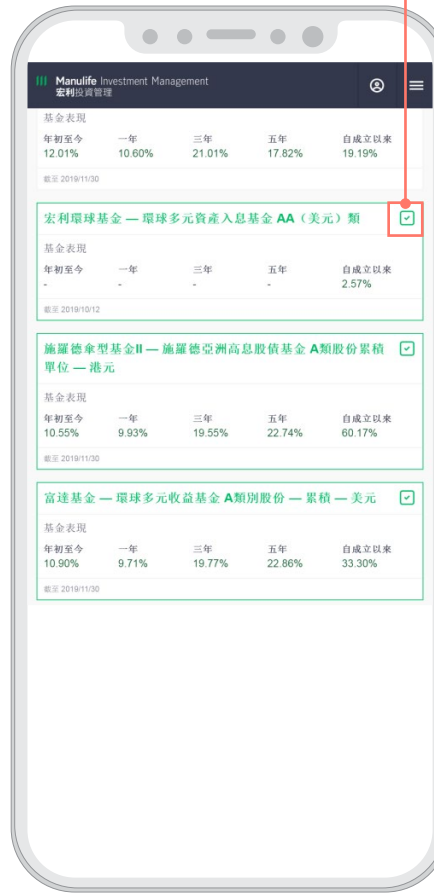 Manulife Investment Management
宏利投資管理
基金表現
年初至今 一年 三年 五年 自成立以來
12.01% 10.60% 21.01% 17.82% 19.19%
截至 2019/11/30
宏利環球基金 — 環球多元資產入息基金 AA（美元）類
基金表現
年初至今 一年 三年 五年 自成立以來
- - - - 2.57%
截至 2019/10/12
施羅德傘型基金II — 施羅德亞洲高息股債基金 A類股份累積
單位 — 港元
基金表現
年初至今 一年 三年 五年 自成立以來
10.55% 9.93% 19.55% 22.74% 60.17%
截至 2019/11/30
富達基金 — 環球多元收益基金 A類別股份 — 累積 — 美元
基金表現
年初至今 一年 三年 五年 自成立以來
10.90% 9.71% 19.77% 22.86% 33.30%
截至 2019/11/30